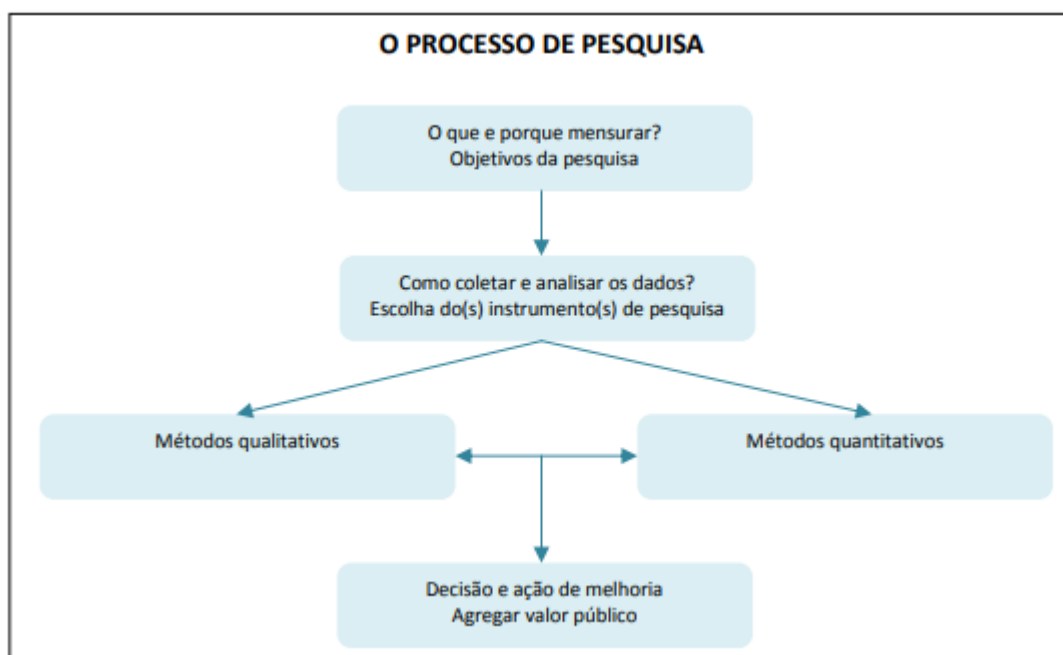 O PROCESSO DE PESQUISA
O que e porque mensurar?
Objetivos da pesquisa
Como coletar e analisar os dados?
Escolha do(s) instrumento(s) de pesquisa
Métodos qualitativos
Métodos quantitativos
Decisão e ação de melhoria
Agregar valor público